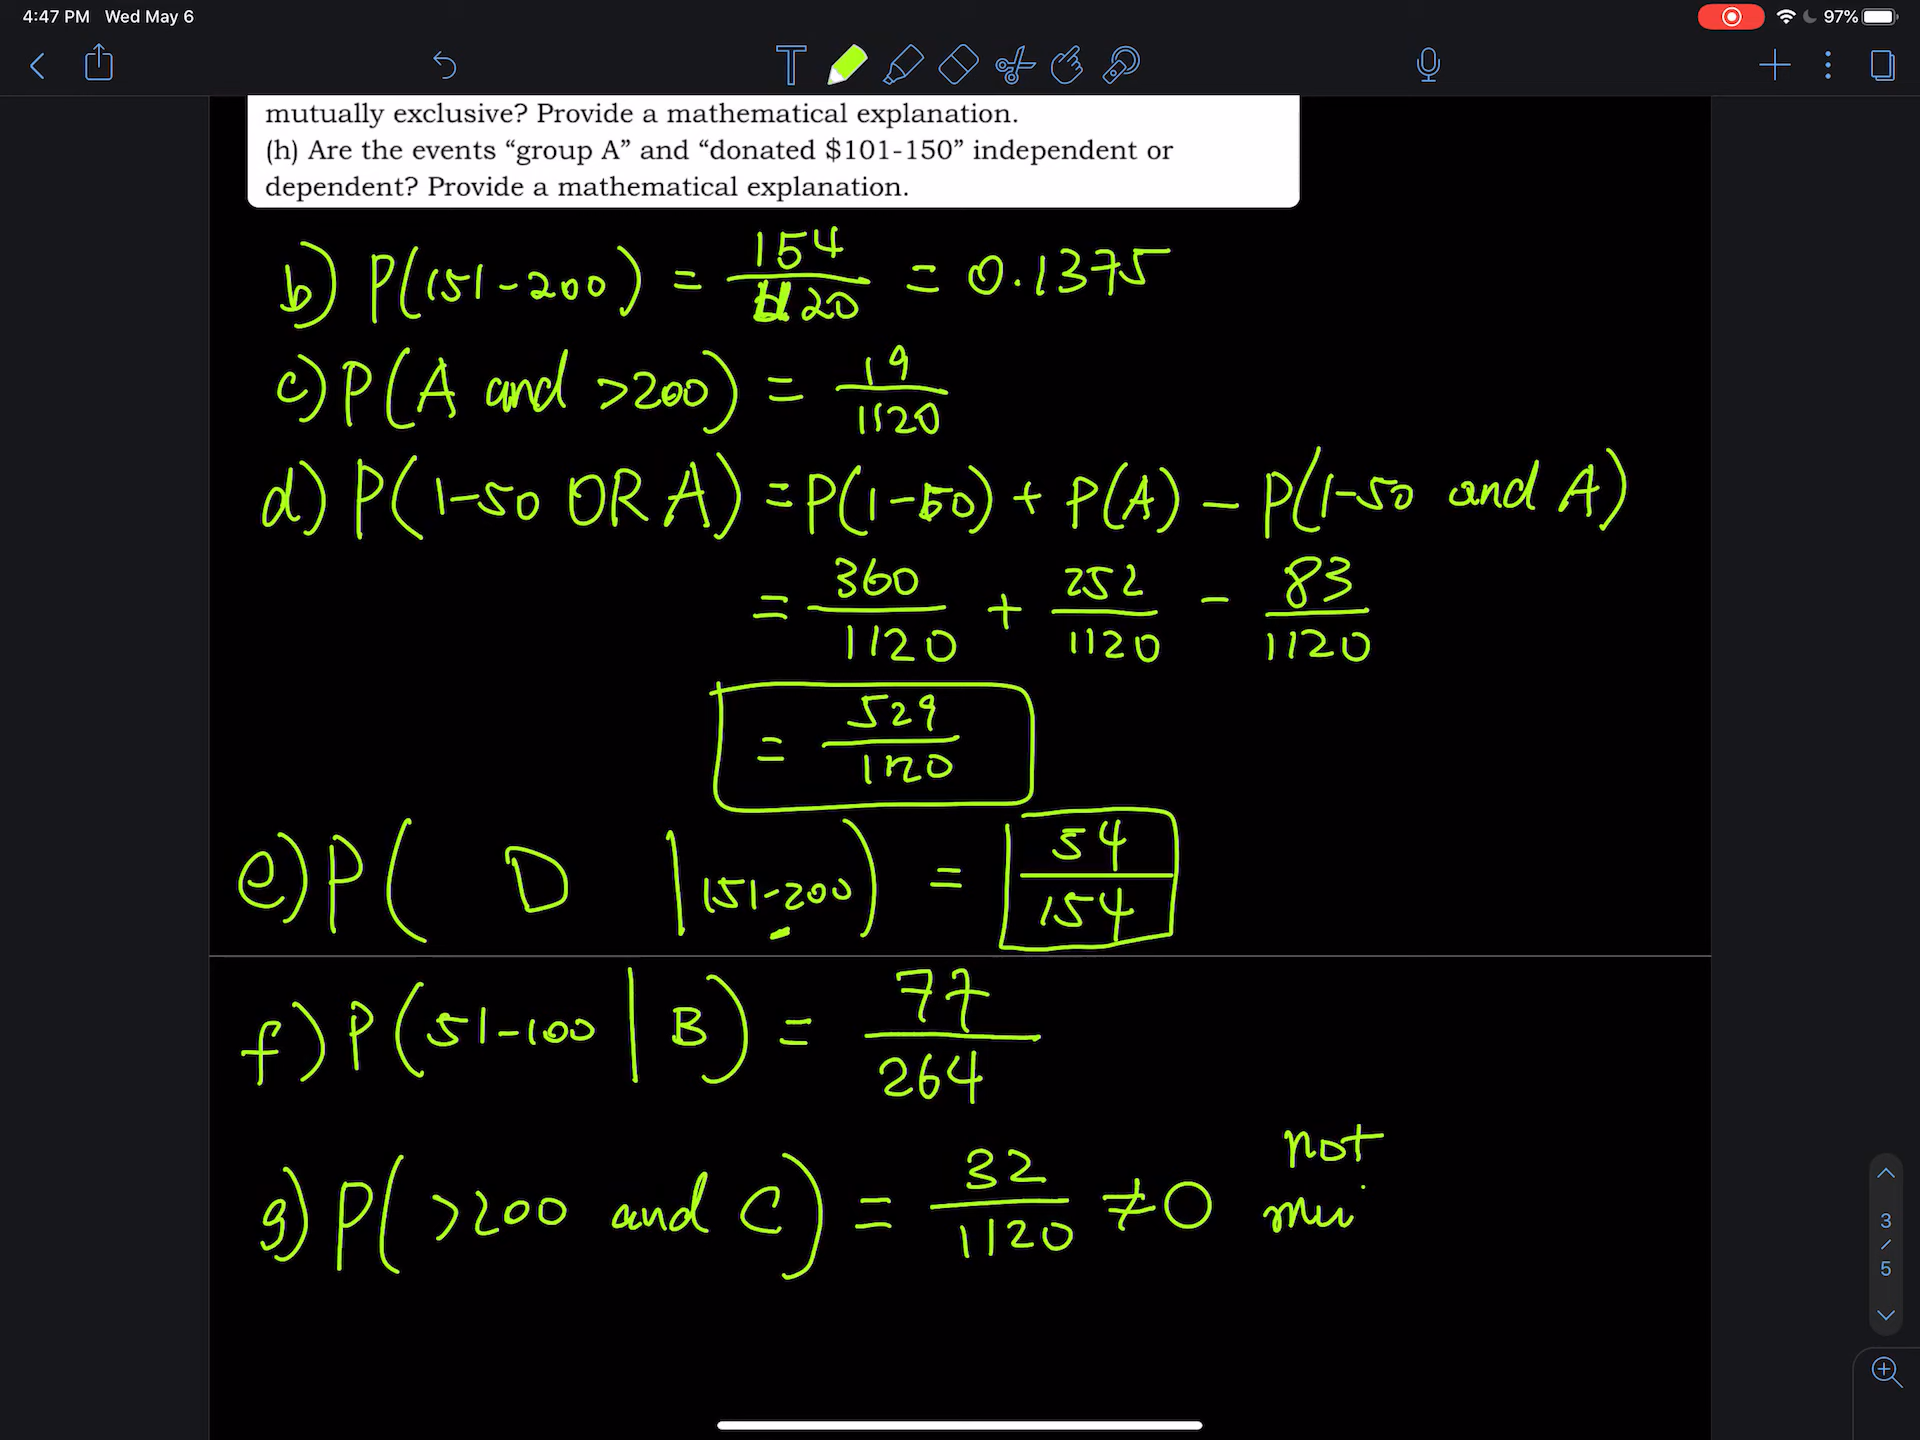 4:47 PM Wed May 6
97%
mutually exclusive? Provide a mathematical explanation.
(h) Are the events “group A” and “donated $101-150” independent or
dependent? Provide a mathematical explanation.
b) P(151-200) = 154/1120 = 0.1375
c) P(A and >200) = 19/1120
d) P(1-50 OR A) = P(1-50) + P(A) - P(1-50 and A)
= 360/1120 + 252/1120 - 83/1120
= 529/1120
e) P( D | 151-200) = 54/154
f) P(51-100 | B) = 77/264
g) P(>200 and C) = 32/1120 ≠0 not
mu
3
/
5